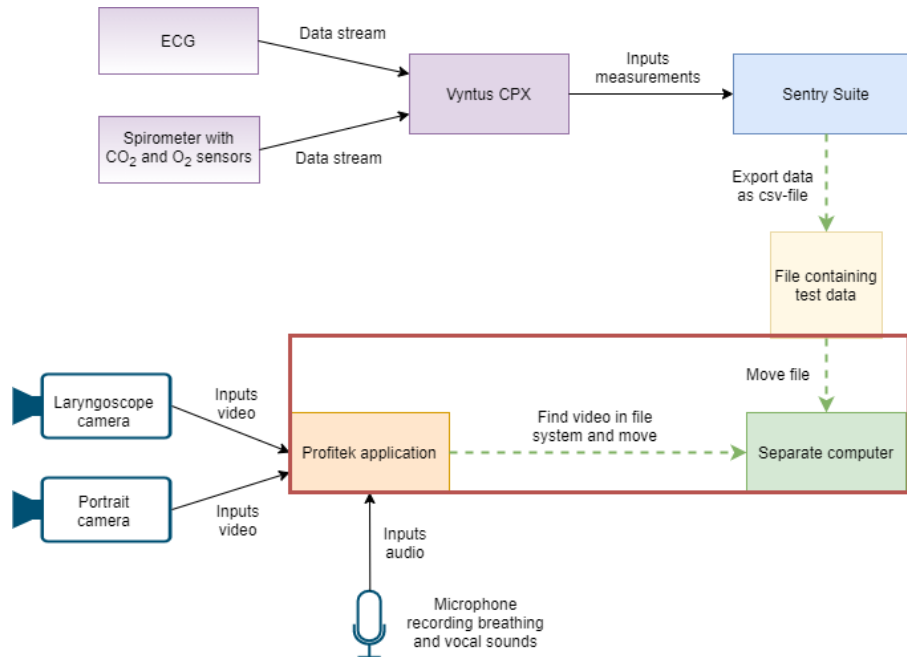 ECG
Data stream
Vyntus CPX
Inputs
measurements
Sentry Suite
Spirometer with
CO₂ and O₂ sensors
Data stream
Export data
as csv-file
File containing
test data
Move file
Laryngoscope
camera
Inputs
video
Profitek application
Find video in file
system and move
Separate computer
Portrait
camera
Inputs
video
Inputs
audio
Microphone
recording breathing
and vocal sounds